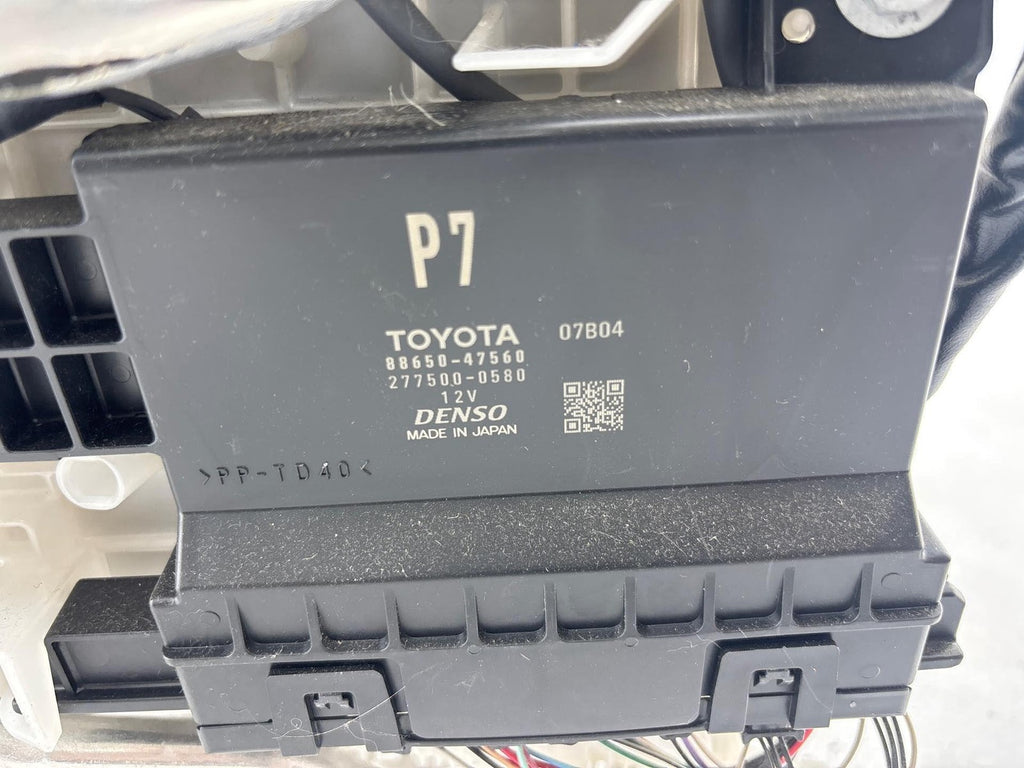 P7
TOYOTA 07B04
88650-47560
277500-0580
12V
DENSO
MADE IN JAPAN
>PP-TD40<